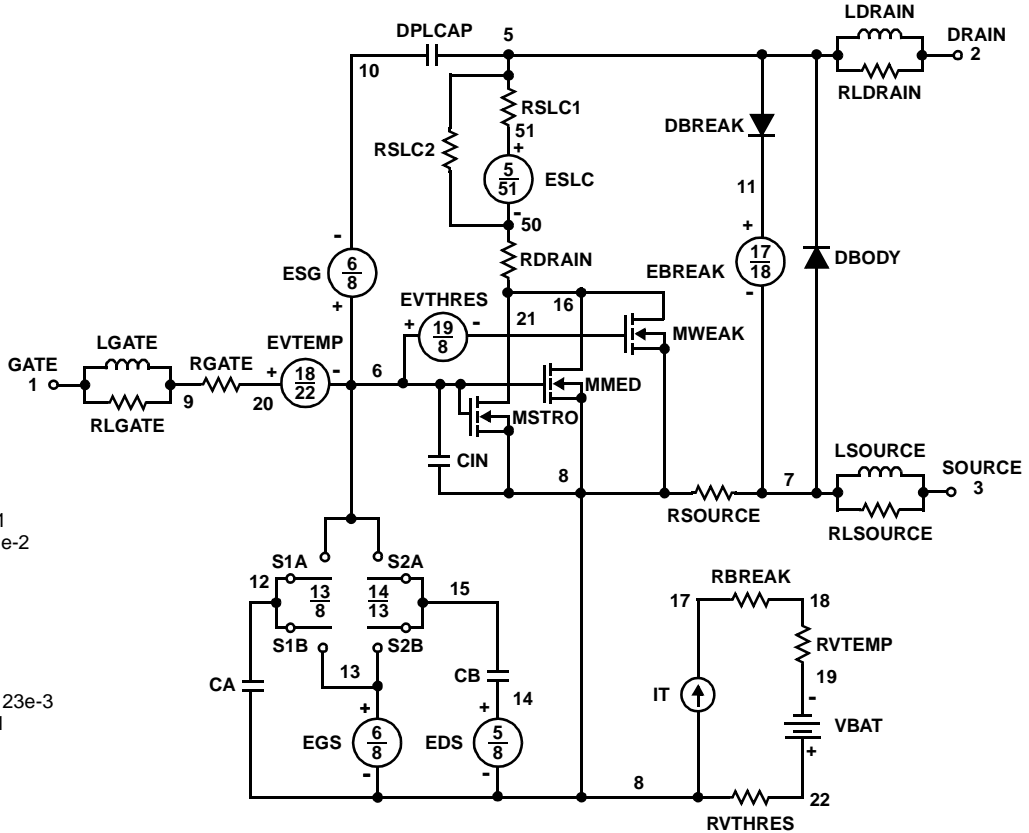 LDRAIN
DPLCAP
5
DRAIN
2
10
RLDRAIN
RSLC1
DBREAK
51
+
RSLC2
5
51
ESLC
11
-
50
-
+
17
18
RDRAIN
DBODY
ESG
6
8
EBREAK
-
+
EVTHRES
16
21
+
19
8
-
MWEAK
LGATE
EVTEMP
GATE
1
RGATE
+
18
22
-
6
MMED
9
20
MSTRO
RLGATE
LSOURCE
CIN
8
7
SOURCE
3
RSOURCE
RLSOURCE
1
e-2
S1A
S2A
12
13
8
14
13
15
RBREAK
17
18
S1B
S2B
RVTEMP
13
CB
19
CA
14
IT
-
23e-3
+
+
VBAT
EGS
6
8
EDS
5
8
+
-
-
8
22
RVTHRES